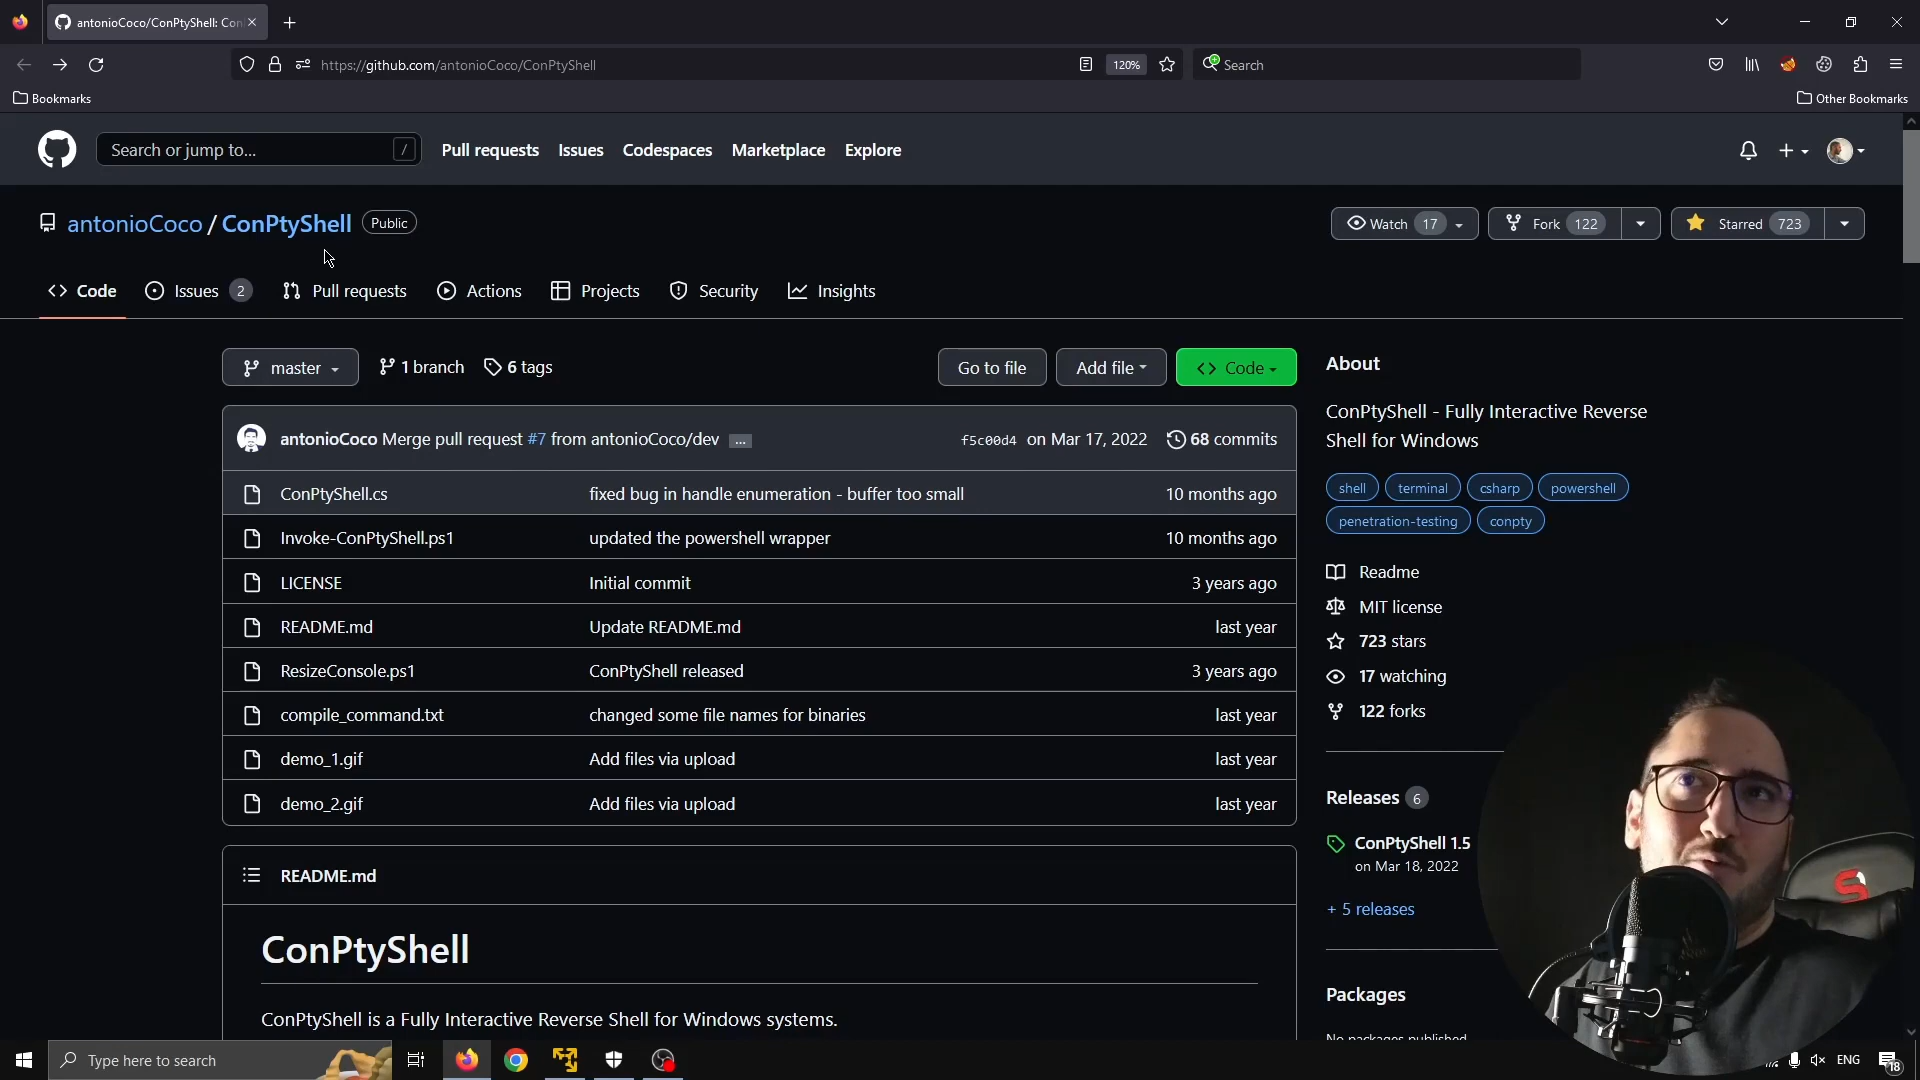 antonioCoco/ConPtyShell: Con
https://github.com/antonioCoco/ConPtyShell
120%
Search
Bookmarks
Other Bookmarks
Search or jump to...
/
Pull requests
Issues
Codespaces
Marketplace
Explore
antonioCoco / ConPtyShell
Public
Watch 17
Fork 122
Starred 723
Code
Issues 2
Pull requests
Actions
Projects
Security
Insights
master
1 branch
6 tags
Go to file
Add file
Code
antonioCoco Merge pull request #7 from antonioCoco/dev ...
f5c00d4 on Mar 17, 2022
68 commits
ConPtyShell.cs
fixed bug in handle enumeration - buffer too small
10 months ago
Invoke-ConPtyShell.ps1
updated the powershell wrapper
10 months ago
LICENSE
Initial commit
3 years ago
README.md
Update README.md
last year
ResizeConsole.ps1
ConPtyShell released
3 years ago
compile_command.txt
changed some file names for binaries
last year
demo_1.gif
Add files via upload
last year
demo_2.gif
Add files via upload
last year
README.md
ConPtyShell
ConPtyShell is a Fully Interactive Reverse Shell for Windows systems.
About
ConPtyShell - Fully Interactive Reverse
Shell for Windows
shell
terminal
csharp
powershell
penetration-testing
conpty
Readme
MIT license
723 stars
17 watching
122 forks
Releases 6
ConPtyShell 1.5
on Mar 18, 2022
+ 5 releases
Packages
No packages published
Type here to search
ENG
18